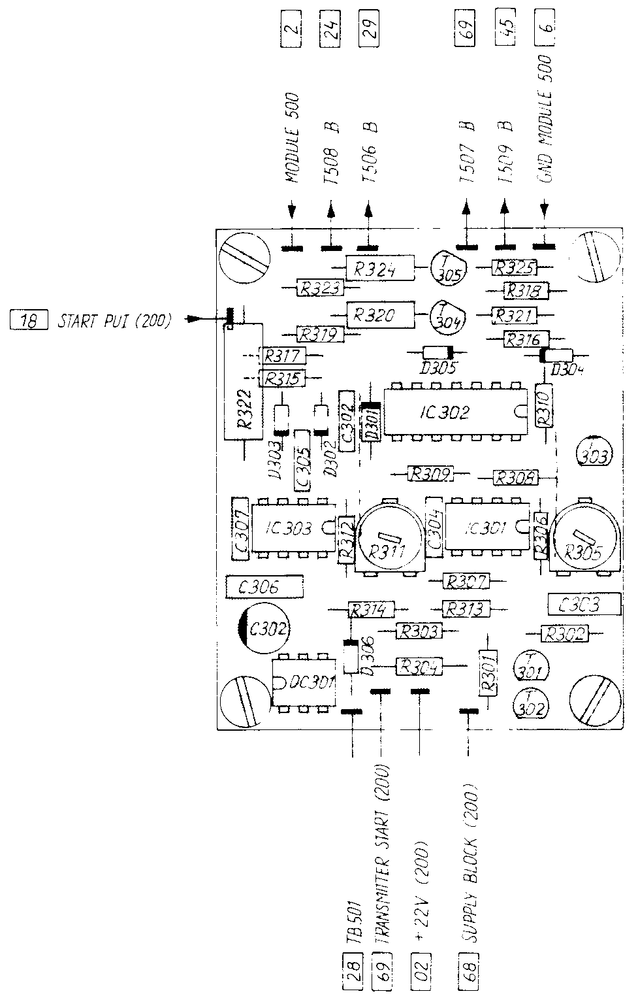 2
24
29
69
45
6
MODULE 500
T508 B
T506 B
T507 B
T509 B
GND MODULE 500
18 START PUI (200)
R324
T
305
R325
R323
R318
R320
T
304
R321
R319
R316
R317
D305
D304
R315
R322
C302
D301
IC302
R310
D303
C305
D302
T
303
R309
R308
C307
IC303
R312
R311
C304
IC301
R306
R305
C306
R307
C303
R314
R313
C302
R303
R302
D306
R304
R301
T
301
OC301
T
302
TB501
TRANSMITER START (200)
+22V (200)
SUPPLY BLOCK (200)
28
69
02
68